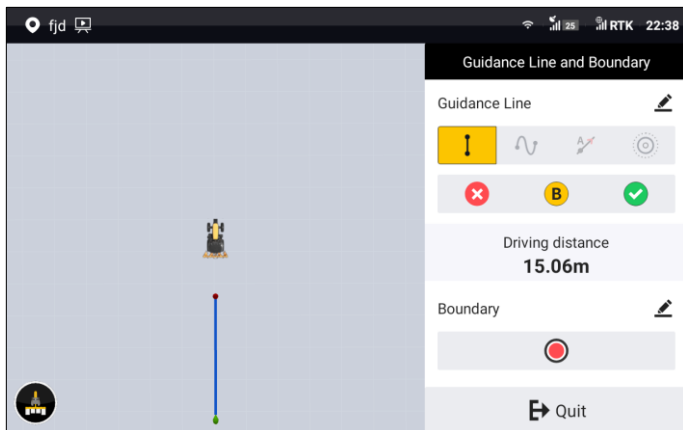 fjd
25
RTK 22:38
Guidance Line and Boundary
Guidance Line
A
B
Driving distance
15.06m
Boundary
Quit